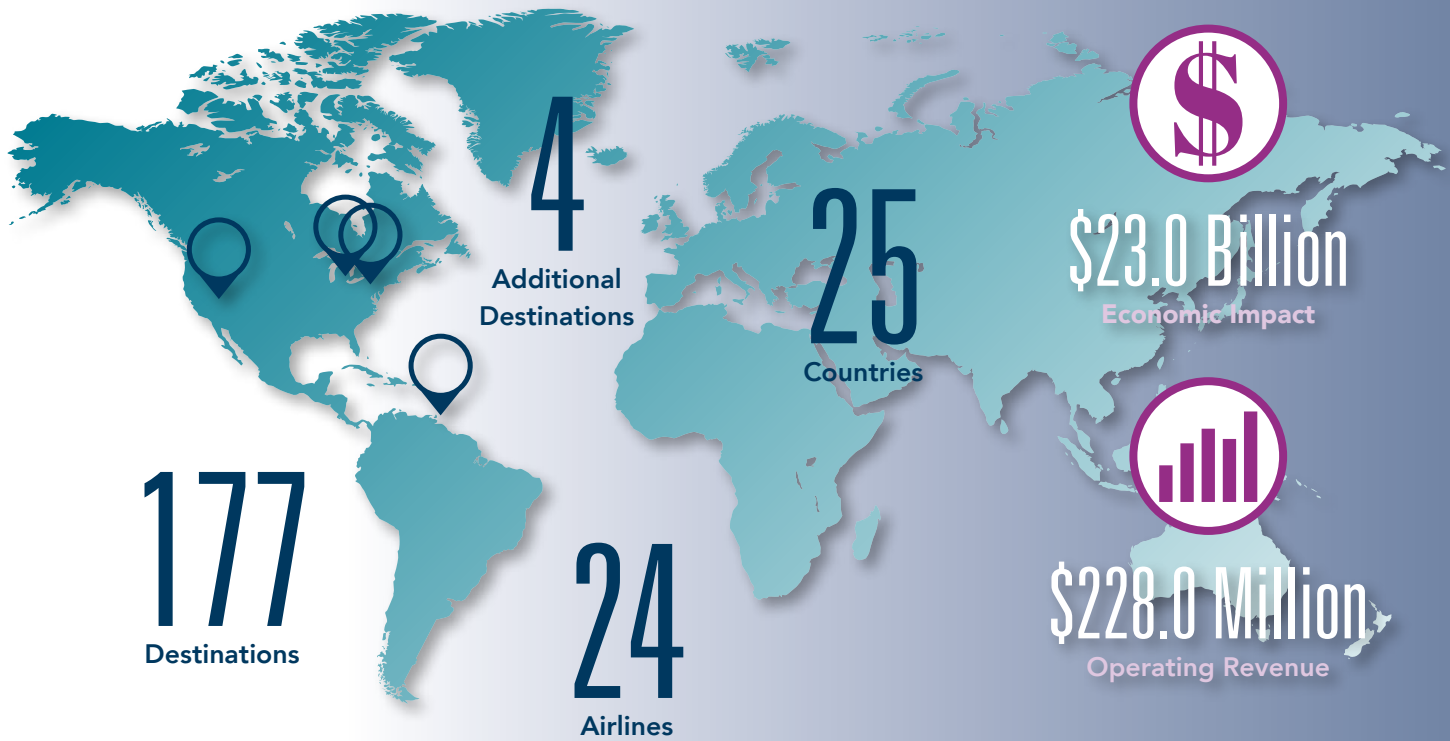 4
Additional
Destinations
25
Countries
$23.0 Billion
Economic Impact
177
Destinations
24
Airlines
$228.0 Million
Operating Revenue